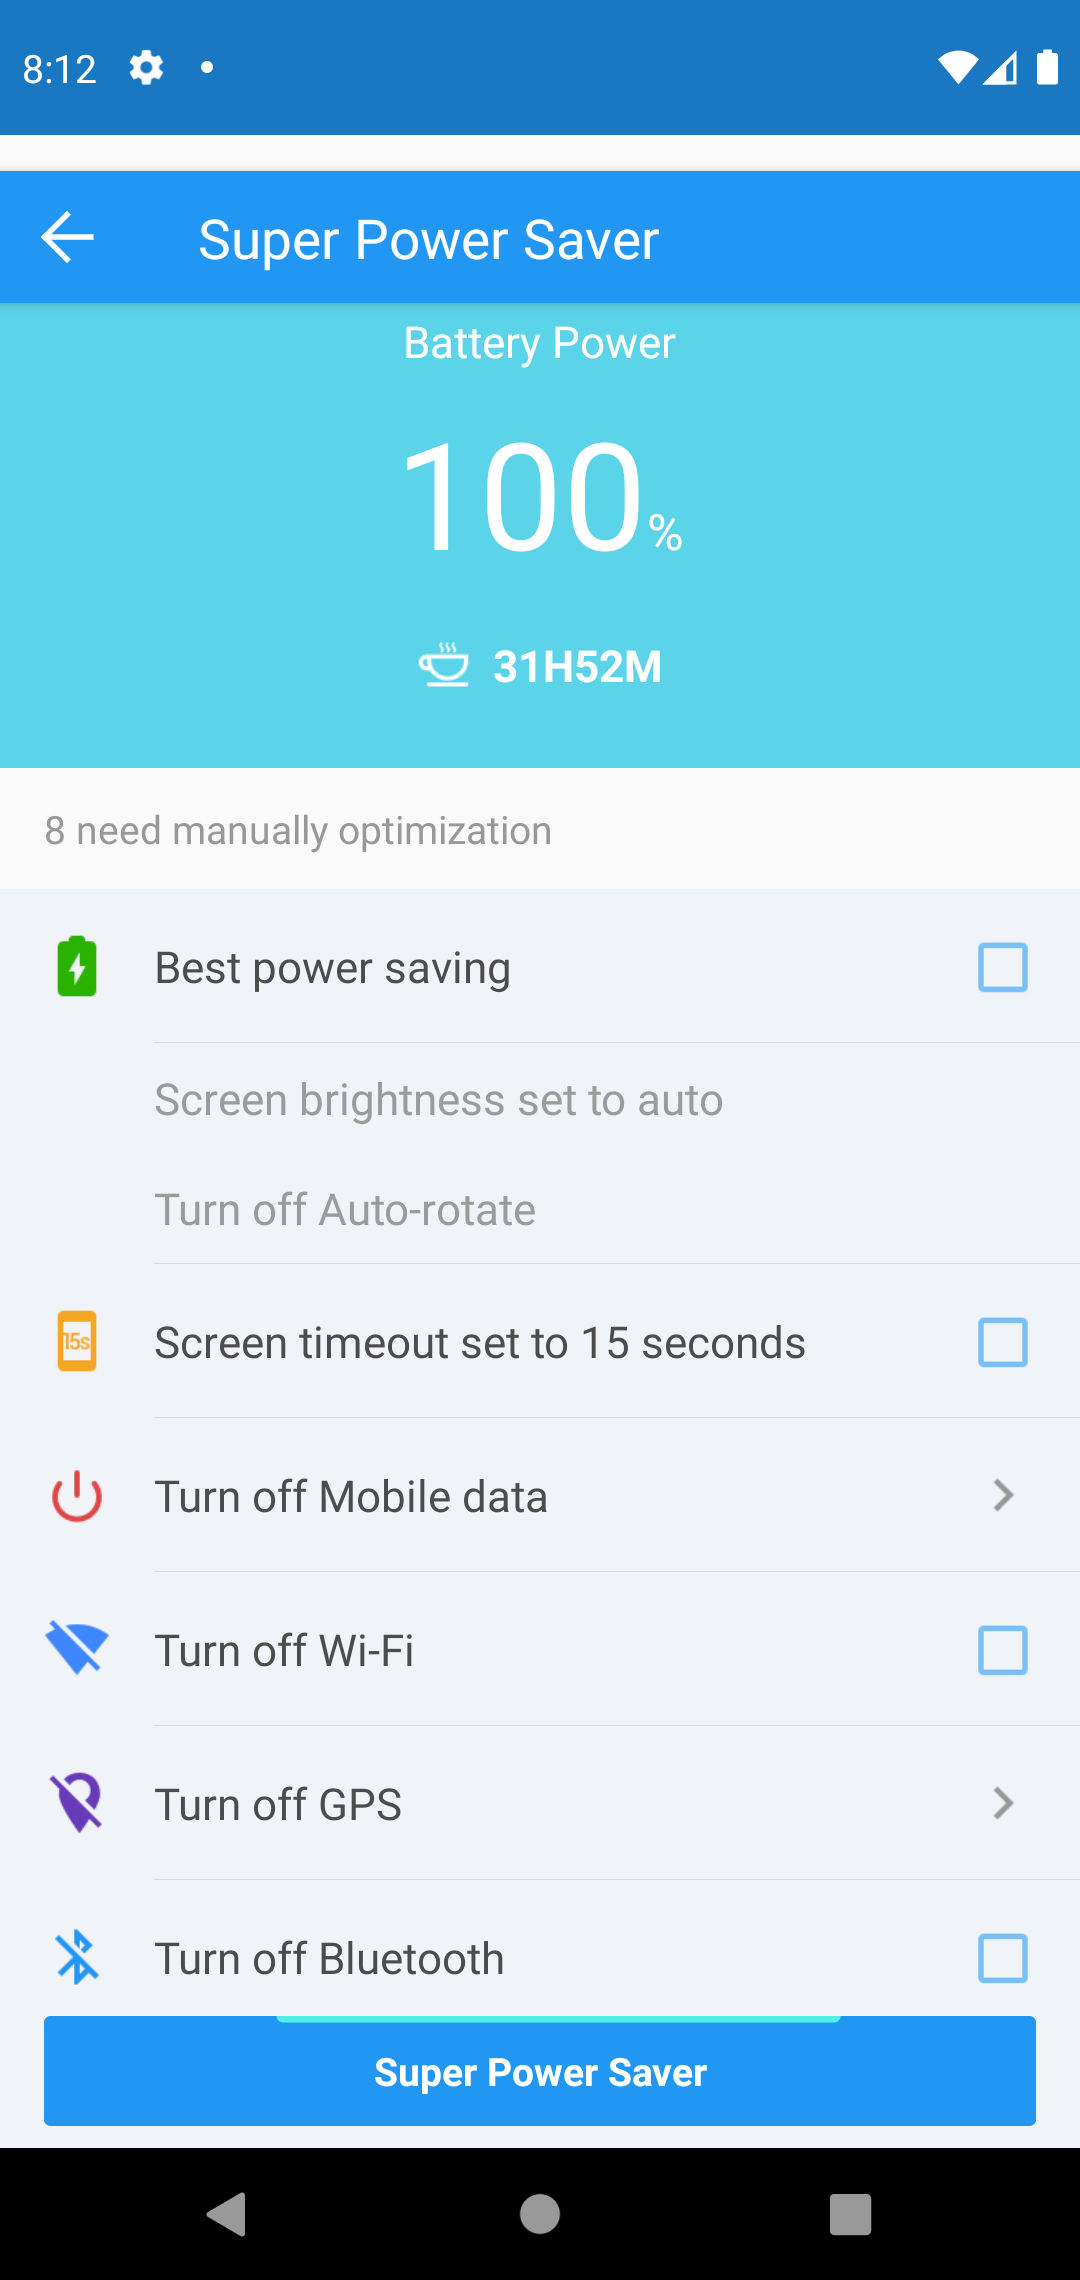 8:12
Super Power Saver
Battery Power
100%
31H52M
8 need manually optimization
Best power saving
Screen brightness set to auto
Turn off Auto-rotate
15s
Screen timeout set to 15 seconds
Turn off Mobile data
Turn off Wi-Fi
Turn off GPS
Turn off Bluetooth
Super Power Saver